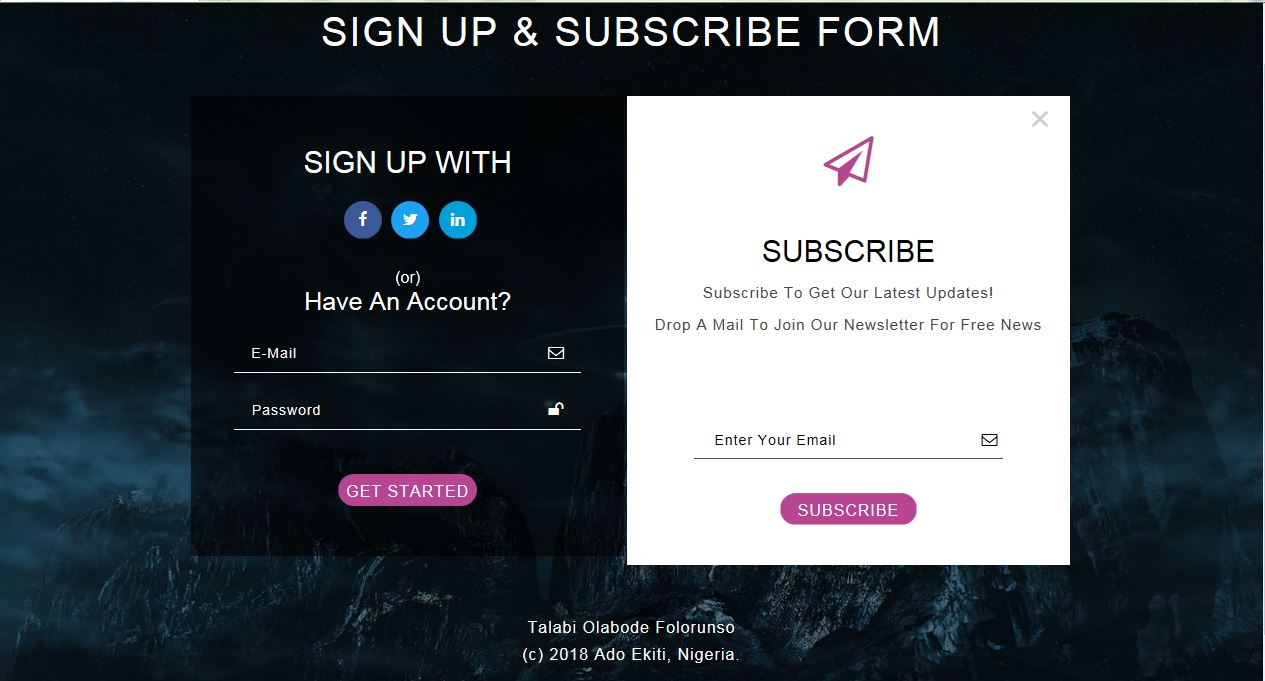 SIGN UP & SUBSCRIBE FORM
SIGN UP WITH
f
in
(or)
Have An Account?
E-Mail
Password
GET STARTED
SUBSCRIBE
Subscribe To Get Our Latest Updates!
Drop A Mail To Join Our Newsletter For Free News
Enter Your Email
SUBSCRIBE
Talabi Olabode Folorunso
(c) 2018 Ado Ekiti, Nigeria.